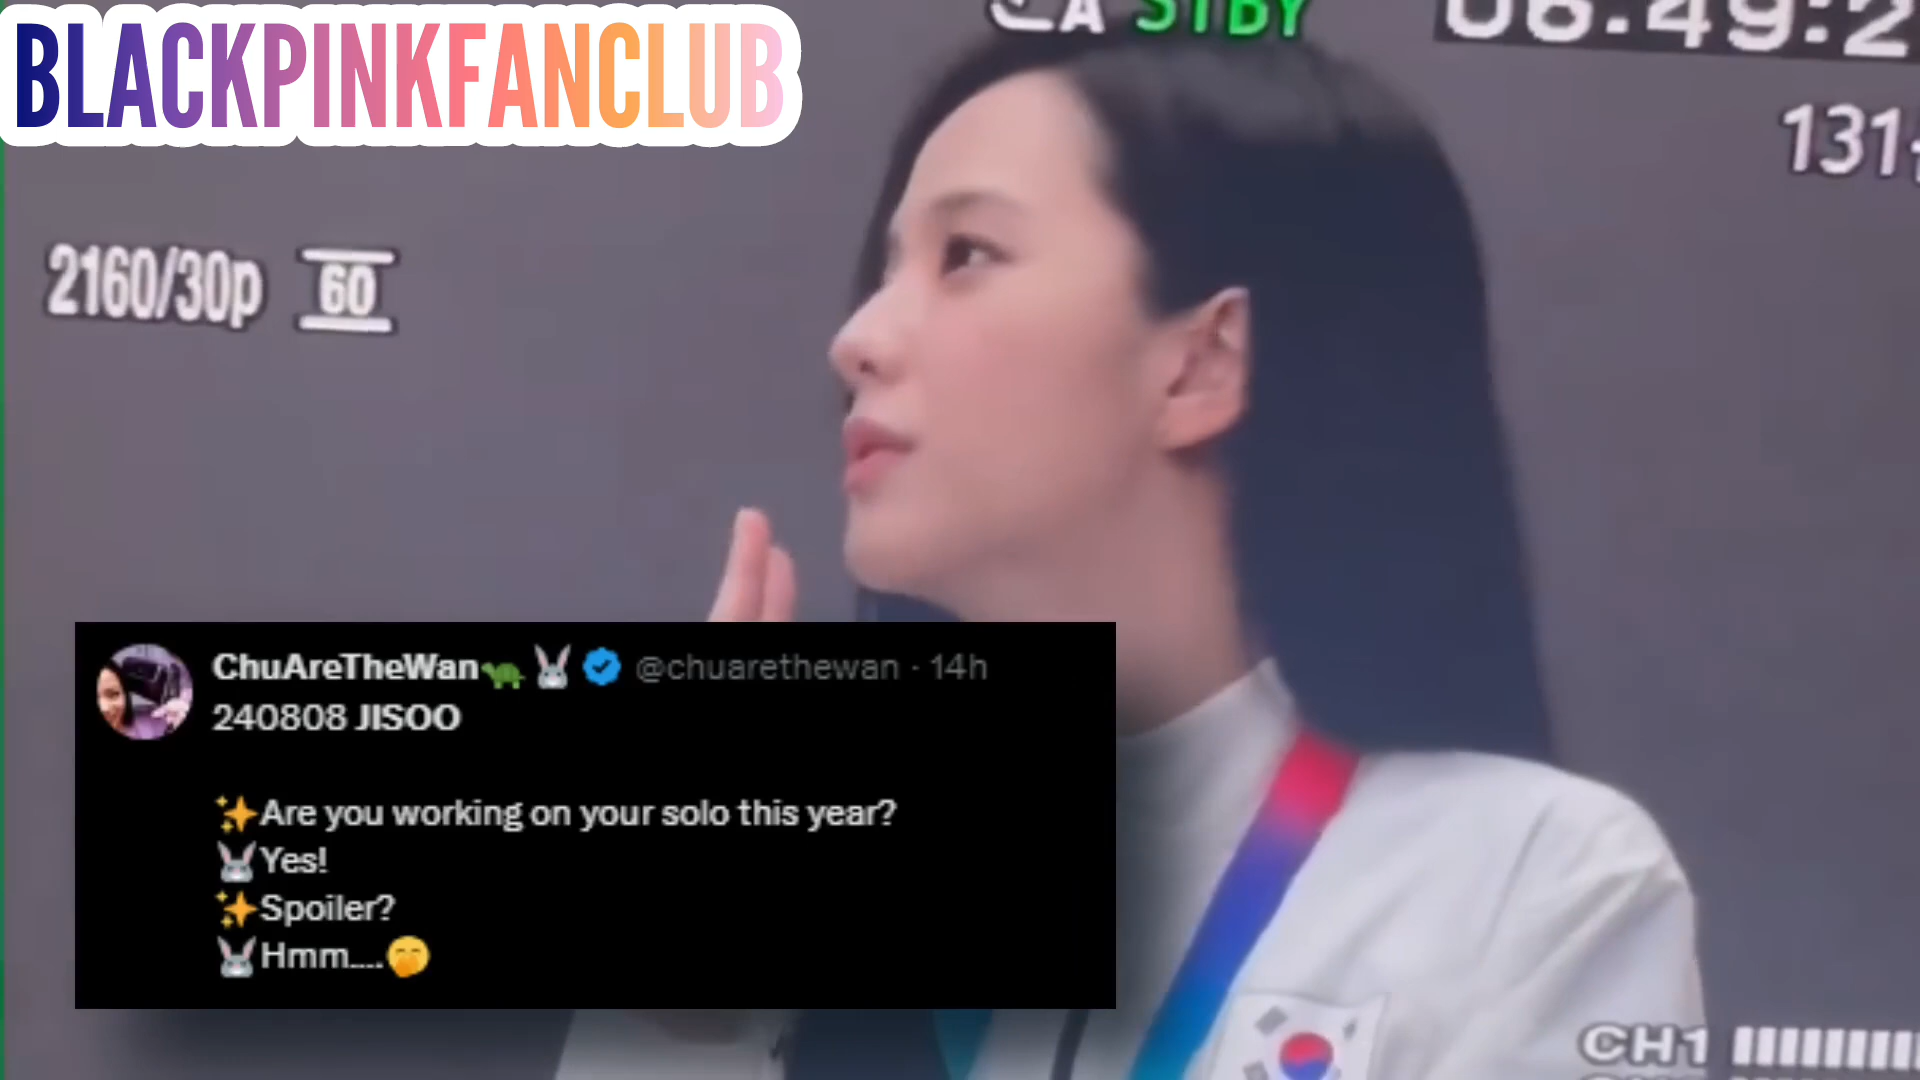 BLACKPINKFANCLUB
STBY
2160/30p 60
ChuAreTheWan🐢🐰 @chuarethewan · 14h
240808 JISOO
✨Are you working on your solo this year?
🐰Yes!
✨Spoiler?
🐰Hmm....🤭
CH1